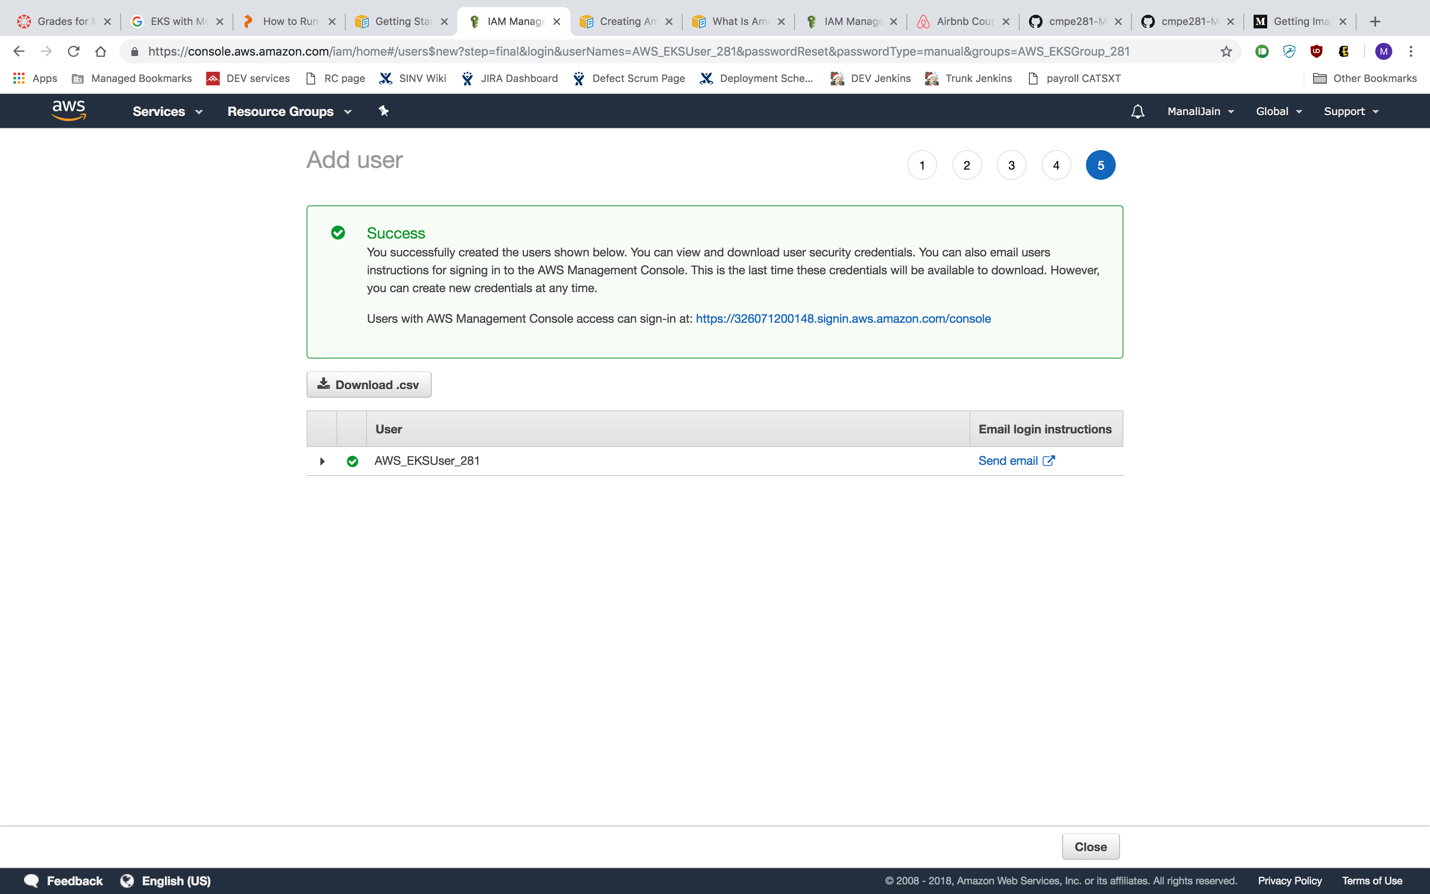 Grades for M
EKS with Mo
How to Run
Getting Star
IAM Manage
Creating Am
What Is Ama
IAM Manage
Airbnb Coup
cmpe281-M
cmpe281-M
Getting Ima
https://console.aws.amazon.com/iam/home#/users$new?step=final&login&userNames=AWS_EKSUser_281&passwordReset&passwordType=manual&groups=AWS_EKSGroup_281
M
Apps
Managed Bookmarks
DEV services
RC page
SINV Wiki
JIRA Dashboard
Defect Scrum Page
Deployment Sche...
DEV Jenkins
Trunk Jenkins
payroll CATSXT
Other Bookmarks
aws
Services
Resource Groups
ManaliJain
Global
Support
Add user
1 2 3 4 5
Success
You successfully created the users shown below. You can view and download user security credentials. You can also email users
instructions for signing in to the AWS Management Console. This is the last time these credentials will be available to download. However,
you can create new credentials at any time.
Users with AWS Management Console access can sign-in at: https://326071200148.signin.aws.amazon.com/console
Download .csv
User
Email login instructions
AWS_EKSUser_281
Send email
Close
Feedback
English (US)
© 2008 - 2018, Amazon Web Services, Inc. or its affiliates. All rights reserved.
Privacy Policy
Terms of Use